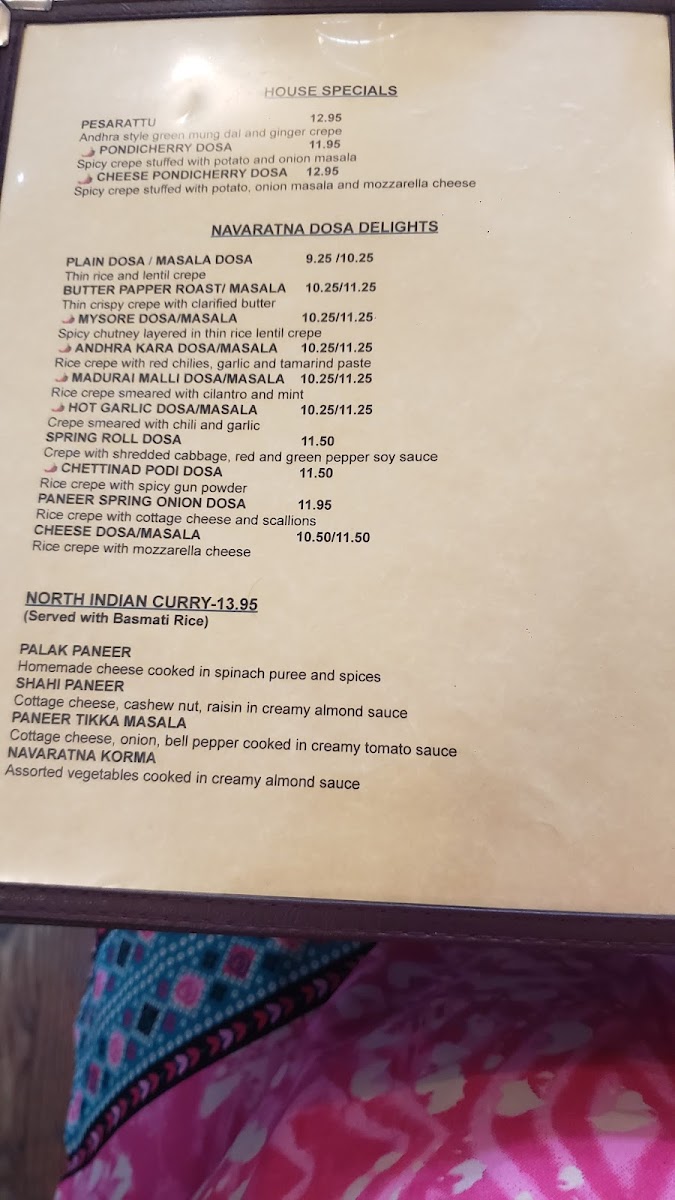 HOUSE SPECIALS
PESARATTU 12.95
Andhra style green mung dal and ginger crepe
PONDICHERRY DOSA 11.95
Spicy crepe stuffed with potato and onion masala
CHEESE PONDICHERRY DOSA 12.95
Spicy crepe stuffed with potato, onion masala and mozzarella cheese
NAVARATNA DOSA DELIGHTS
PLAIN DOSA / MASALA DOSA 9.25 /10.25
Thin rice and lentil crepe
BUTTER PAPPER ROAST/ MASALA 10.25/11.25
Thin crispy crepe with clarified butter
MYSORE DOSA/MASALA 10.25/11.25
Spicy chutney layered in thin rice lentil crepe
ANDHRA KARA DOSA/MASALA 10.25/11.25
Rice crepe with red chilies, garlic and tamarind paste
MADURAI MALLI DOSA/MASALA 10.25/11.25
Rice crepe smeared with cilantro and mint
HOT GARLIC DOSA/MASALA 10.25/11.25
Crepe smeared with chili and garlic
SPRING ROLL DOSA 11.50
Crepe with shredded cabbage, red and green pepper soy sauce
CHETTINAD PODI DOSA 11.50
Rice crepe with spicy gun powder
PANEER SPRING ONION DOSA 11.95
Rice crepe with cottage cheese and scallions
CHEESE DOSA/MASALA 10.50/11.50
Rice crepe with mozzarella cheese
NORTH INDIAN CURRY-13.95
(Served with Basmati Rice)
PALAK PANEER
Homemade cheese cooked in spinach puree and spices
SHAHI PANEER
Cottage cheese, cashew nut, raisin in creamy almond sauce
PANEER TIKKA MASALA
Cottage cheese, onion, bell pepper cooked in creamy tomato sauce
NAVARATNA KORMA
Assorted vegetables cooked in creamy almond sauce